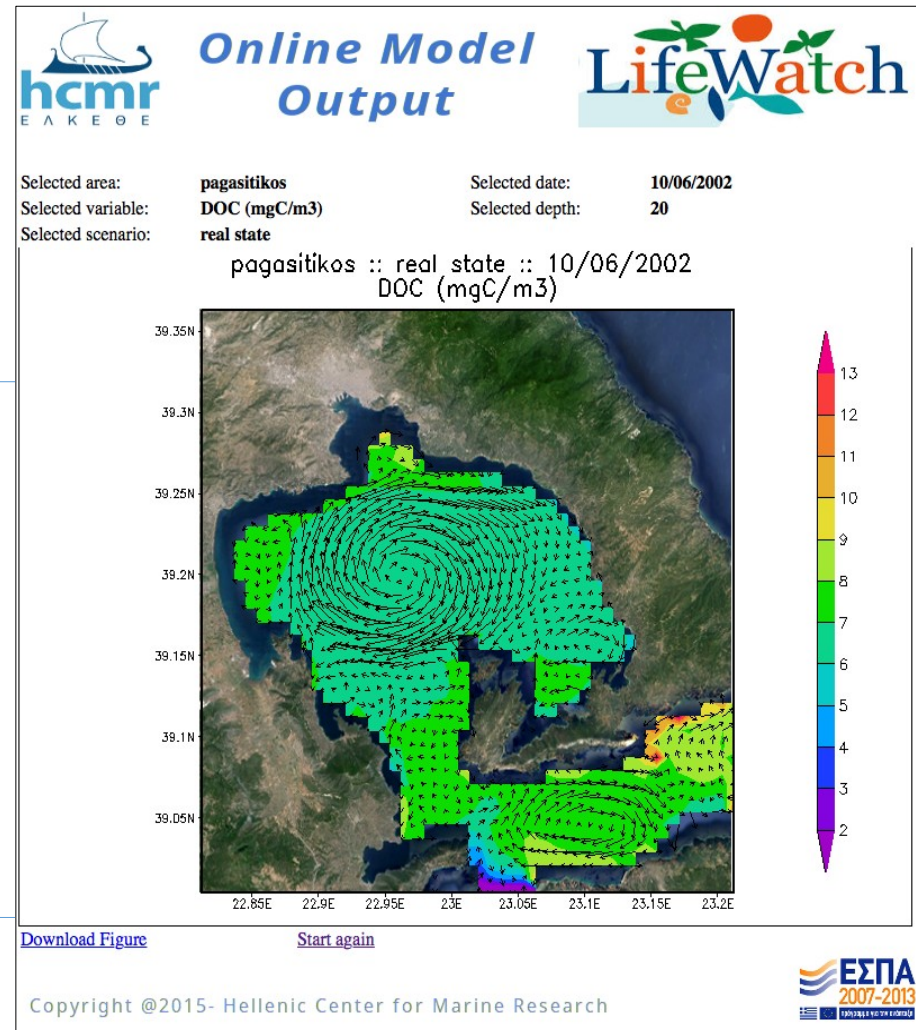 hcmr
Ε Λ Κ Ε Θ Ε
Online Model
Output
LifeWatch
Selected area: pagasitikos Selected date: 10/06/2002
Selected variable: DOC (mgC/m3) Selected depth: 20
Selected scenario: real state
pagasitikos :: real state :: 10/06/2002
DOC (mgC/m3)
39.35N
39.3N
39.25N
39.2N
39.15N
39.1N
39.05N
22.85E 22.9E 22.95E 23E 23.05E 23.1E 23.15E 23.2E
13
12
11
10
9
8
7
6
5
4
3
2
Download Figure Start again
Copyright @2015- Hellenic Center for Marine Research
ΕΣΠΑ
2007-2013
πρόγραμμα για την ανάπτυξη